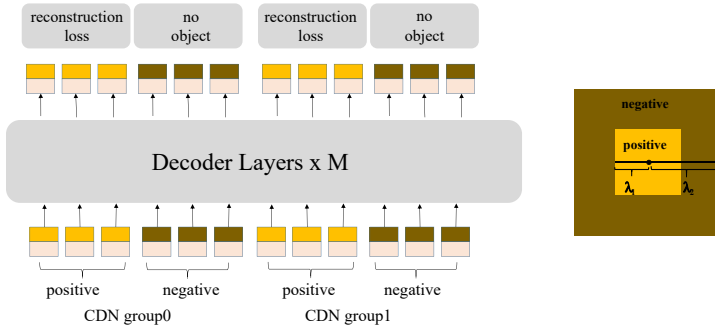 reconstruction
loss
no
object
reconstruction
loss
no
object
Decoder Layers x M
negative
positive
λ1
λ2
positive
negative
positive
negative
CDN group0
CDN group1